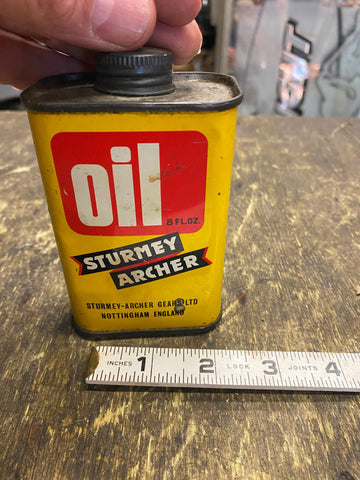 oil
8 FL.OZ.
STURMEY
ARCHER
STURMEY-ARCHER GEARS LTD
NOTTINGHAM ENGLAND
INCHES 1 2 LOCK 3 JOINTS 4